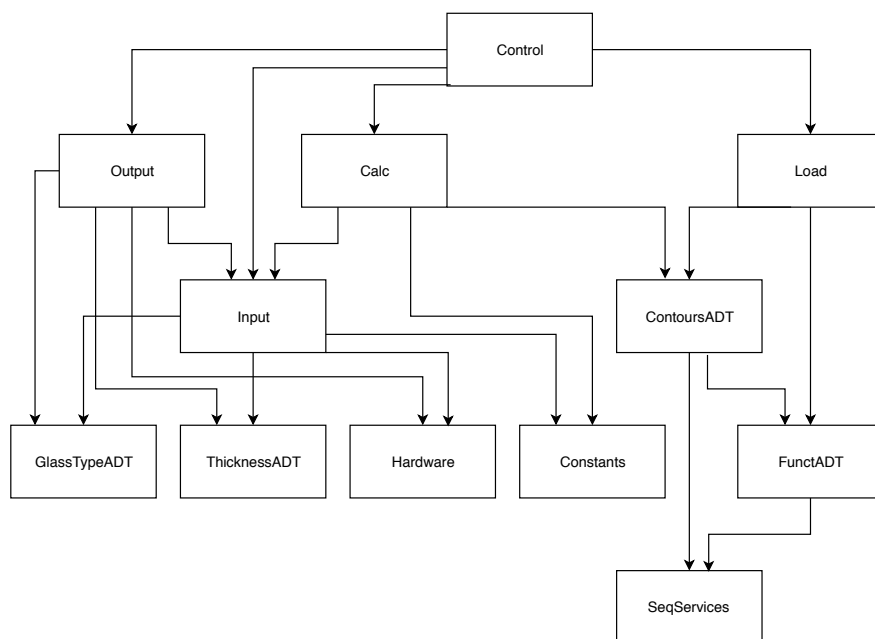 Control
Output
Calc
Load
Input
ContoursADT
GlassTypeADT
ThicknessADT
Hardware
Constants
FunctADT
SeqServices